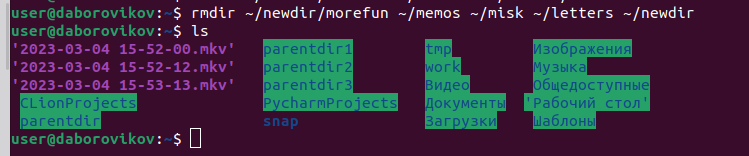 user@daborovikov:~$ rmdir ~/newdir/morefun ~/memos ~/misk ~/letters ~/newdir
user@daborovikov:~$ ls
'2023-03-04 15-52-00.mkv' parentdir1 tmp Изображения
'2023-03-04 15-52-12.mkv' parentdir2 work Музыка
'2023-03-04 15-53-13.mkv' parentdir3 Видео Общедоступные
CLionProjects PycharmProjects Документы 'Рабочий стол'
parentdir snap Загрузки Шаблоны
user@daborovikov:~$